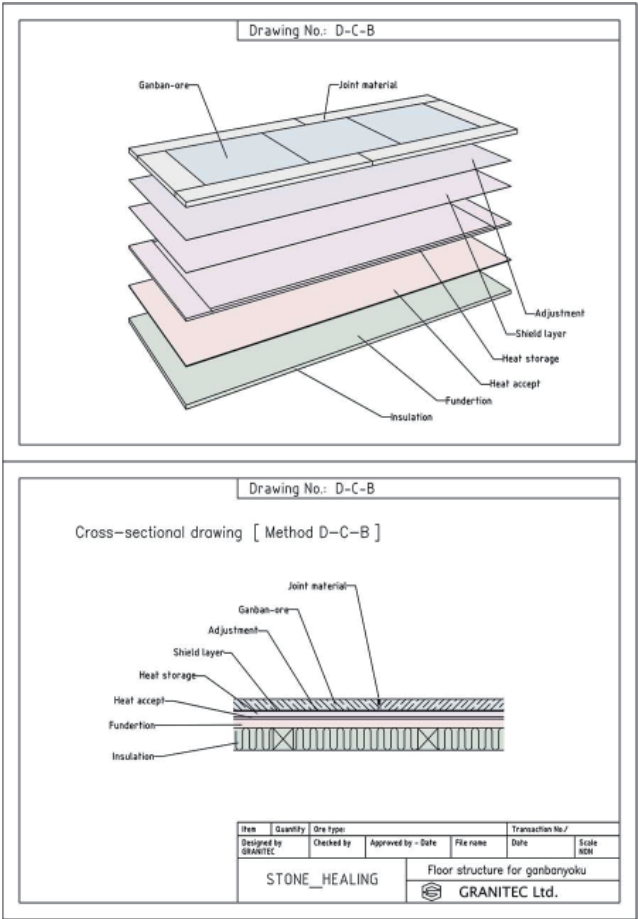 Drawing No.: D-C-B
Ganban-ore
Joint material
Adjustment
Shield layer
Heat storage
Heat accept
Fundertion
Insulation
Drawing No.: D-C-B
Cross-sectional drawing [ Method D-C-B ]
Joint material
Ganban-ore
Adjustment
Shield layer
Heat storage
Heat accept
Fundertion
Insulation
Item Quantity Ore type: Transaction No./
Designed by Checked by Approved by - Date File name Date Scale
GRANITEC NON
STONE_HEALING
Floor structure for ganbanyoku
GRANITEC Ltd.